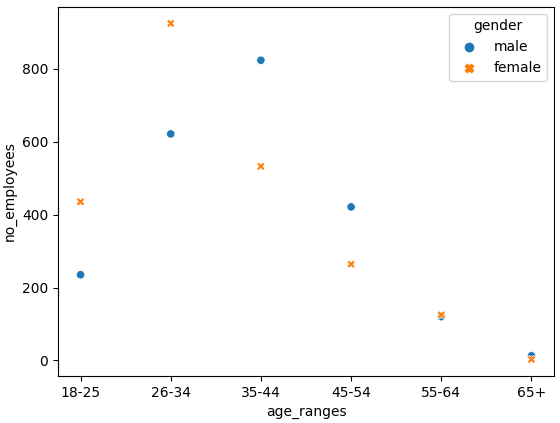 gender
male
female
800
600
400
200
0
no_employees
18-25 26-34 35-44 45-54 55-64 65+
age_ranges